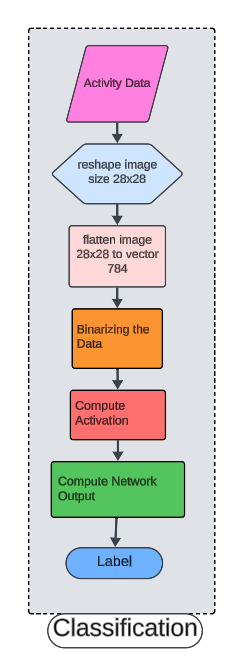 Activity Data
reshape image
size 28x28
flatten image
28x28 to vector
784
Binarizing the
Data
Compute
Activation
Compute Network
Output
Label
Classification